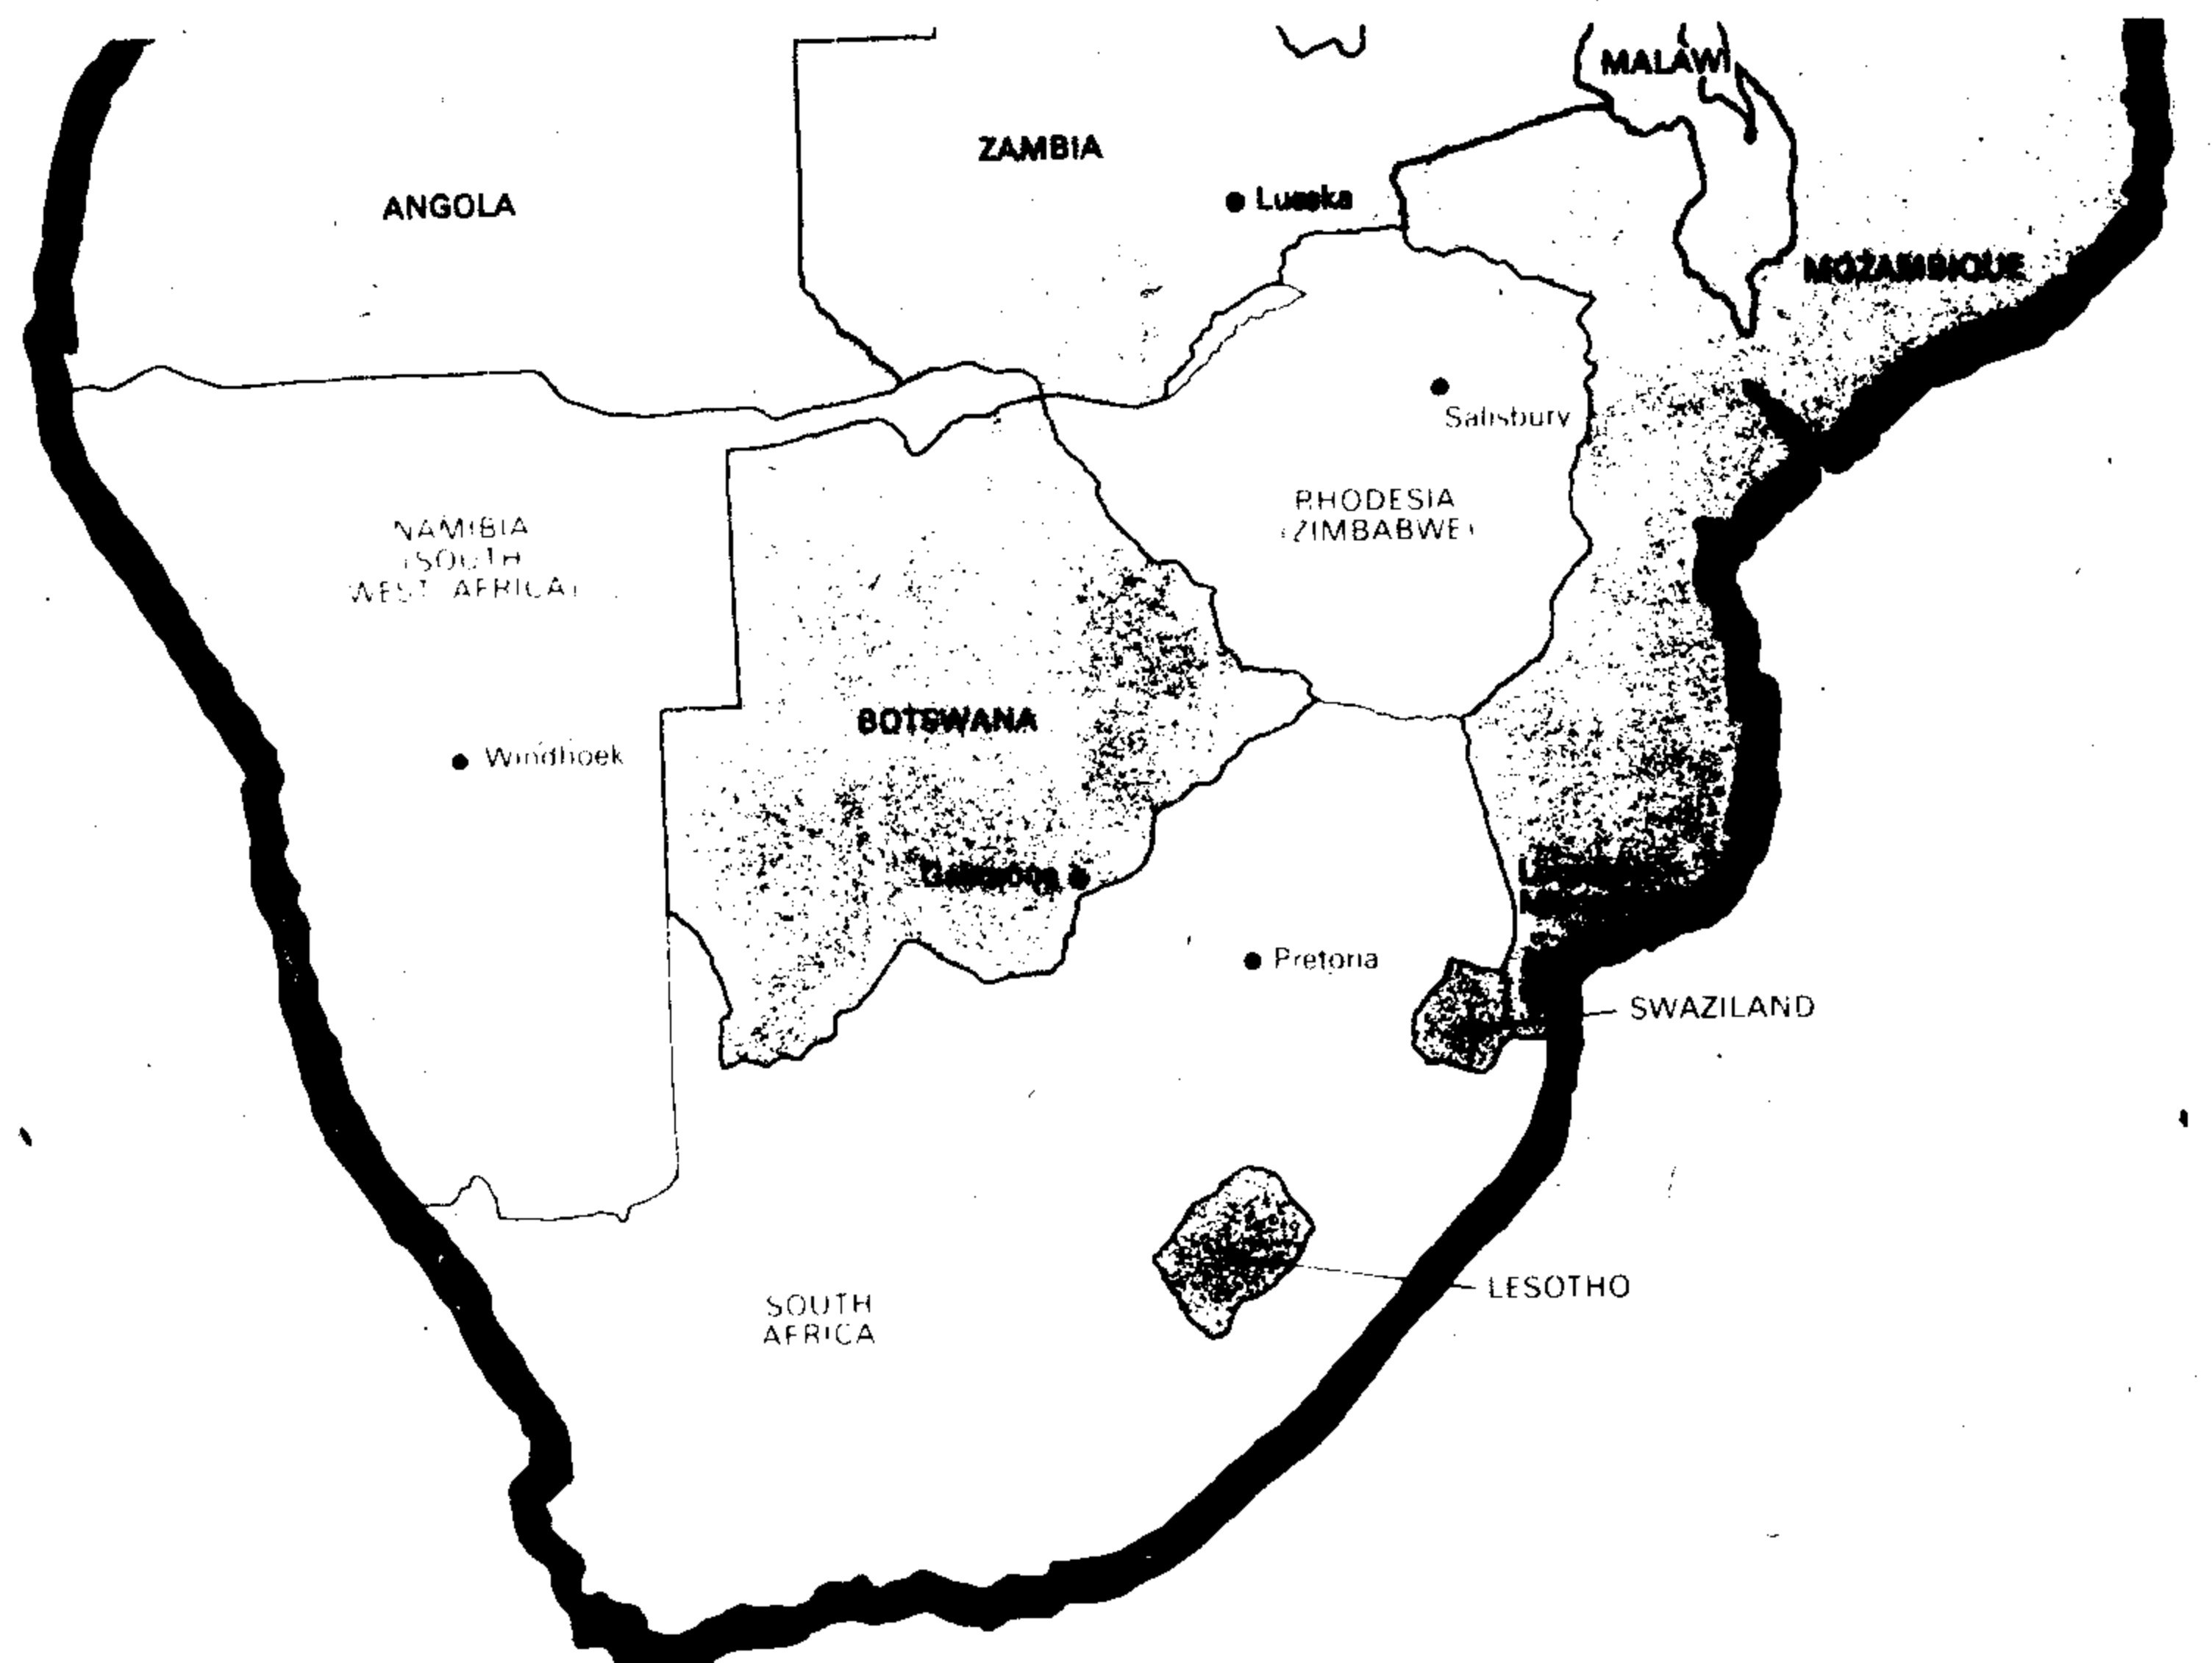 MALAWI
ZAMBIA
Lusaka
ANGOLA
MOZAMBIQUE
Salisbury
RHODESIA
(ZIMBABWE)
NAMIBIA
(SOUTH
WEST AFRICA)
BOTSWANA
Windhoek
Pretoria
SWAZILAND
LESOTHO
SOUTH
AFRICA